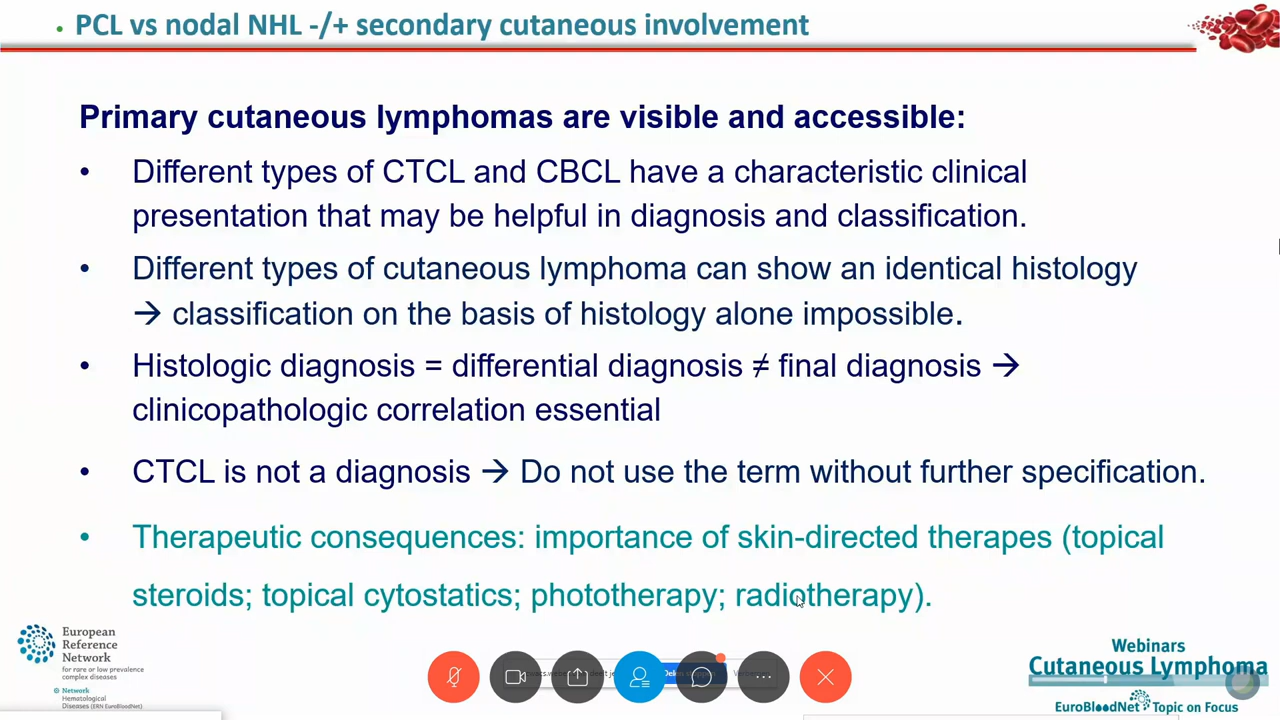 • PCL vs nodal NHL -/+ secondary cutaneous involvement
Primary cutaneous lymphomas are visible and accessible:
• Different types of CTCL and CBCL have a characteristic clinical
presentation that may be helpful in diagnosis and classification.
• Different types of cutaneous lymphoma can show an identical histology
→ classification on the basis of histology alone impossible.
• Histologic diagnosis = differential diagnosis ≠ final diagnosis →
clinicopathologic correlation essential
• CTCL is not a diagnosis → Do not use the term without further specification.
• Therapeutic consequences: importance of skin-directed therapes (topical
steroids; topical cytostatics; phototherapy; radiotherapy).
European
Reference
Network
for rare or low prevalence
complex diseases
Network
Hematological
Diseases (ERN EuroBloodNet)
Webinars
Cutaneous Lymphoma
EuroBloodNet Topic on Focus